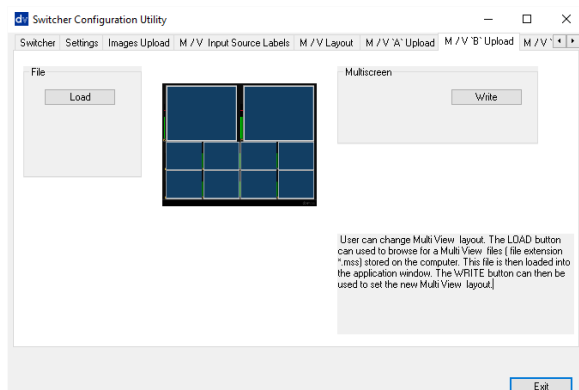 dv Switcher Configuration Utility
Switcher Settings Images Upload M / V Input Source Labels M / V Layout M / V `A` Upload M / V `B` Upload M / V `
File
Load
Multiscreen
Write
User can change Multi View layout. The LOAD button
can used to browse for a Multi View files ( file extension
*.mss) stored on the computer. This file is then loaded into
the application window. The WRITE button can then be
used to set the new Multi View layout.
Exit